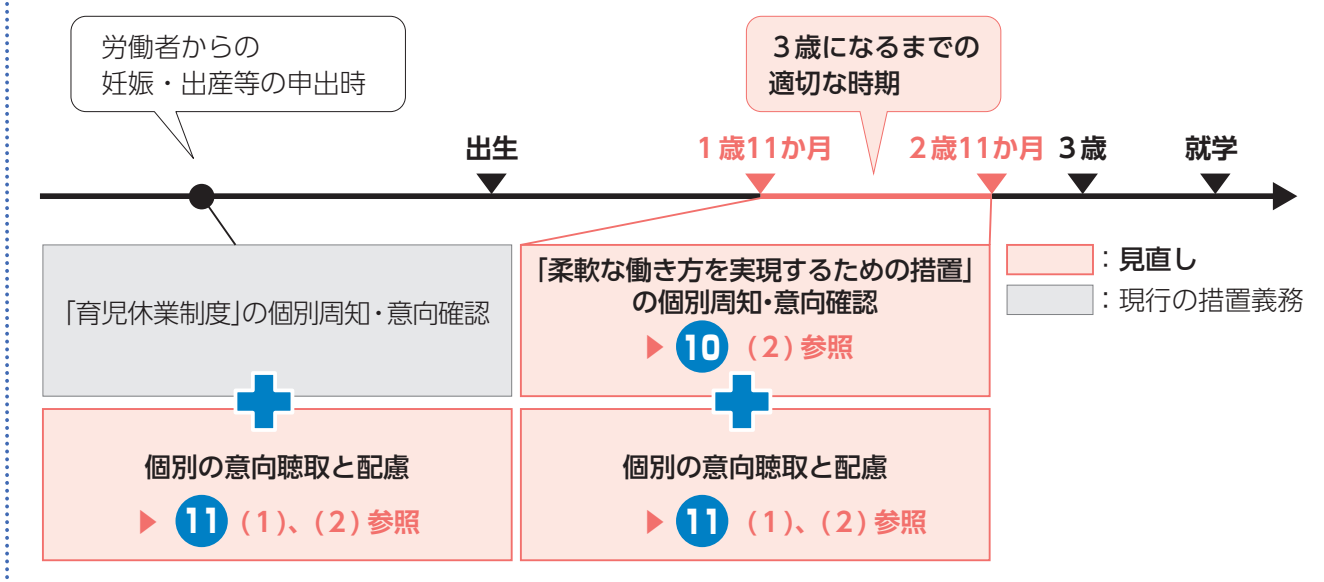 労働者からの
妊娠・出産等の申出時
3歳になるまでの
適切な時期
出生
1歳11か月
2歳11か月
3歳
就学
「育児休業制度」の個別周知・意向確認
「柔軟な働き方を実現するための措置」
の個別周知・意向確認
▶ 10 (2)参照
：見直し
：現行の措置義務
個別の意向聴取と配慮
▶ 11 (1)、(2)参照
個別の意向聴取と配慮
▶ 11 (1)、(2)参照